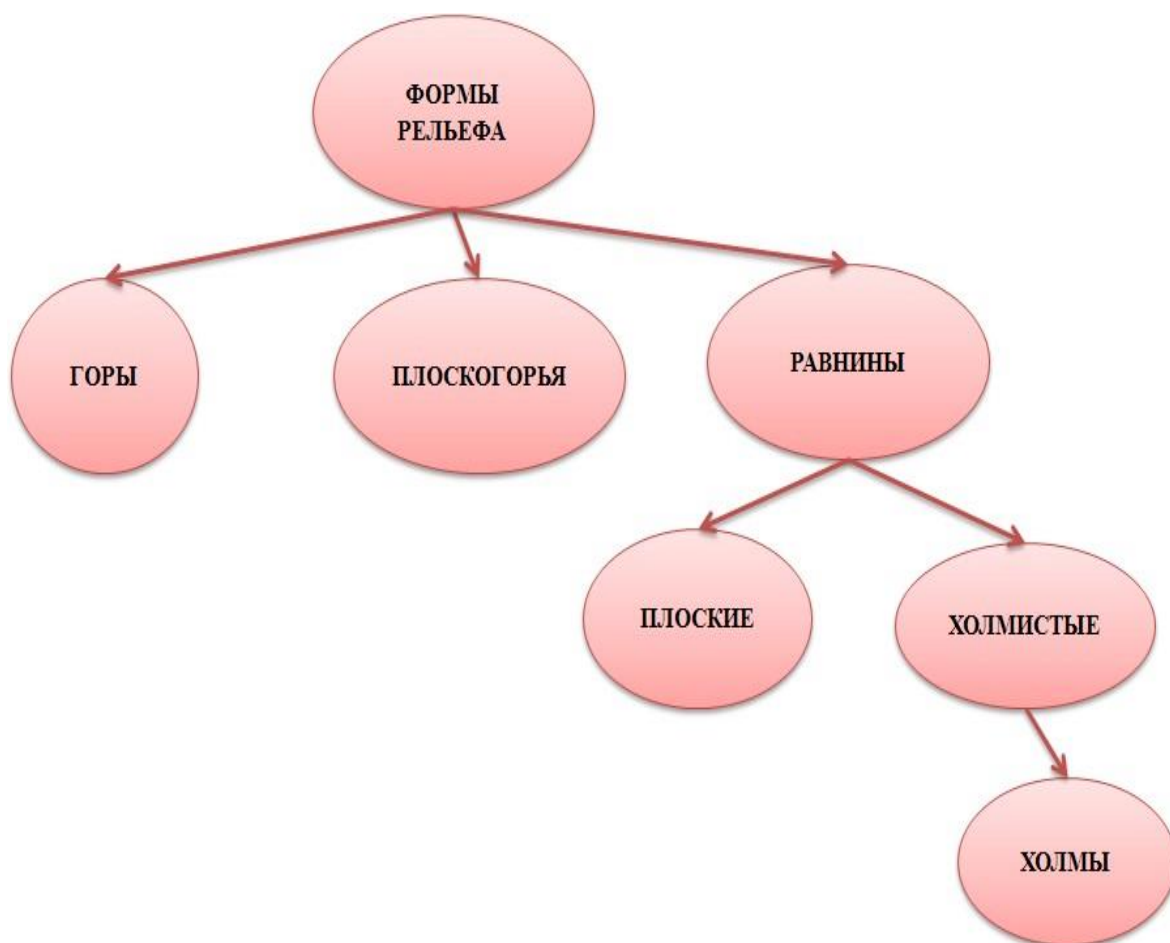 ФОРМЫ
РЕЛЬЕФА
ГОРЫ
ПЛОСКОГОРЬЯ
РАВНИНЫ
ПЛОСКИЕ
ХОЛМИСТЫЕ
ХОЛМЫ